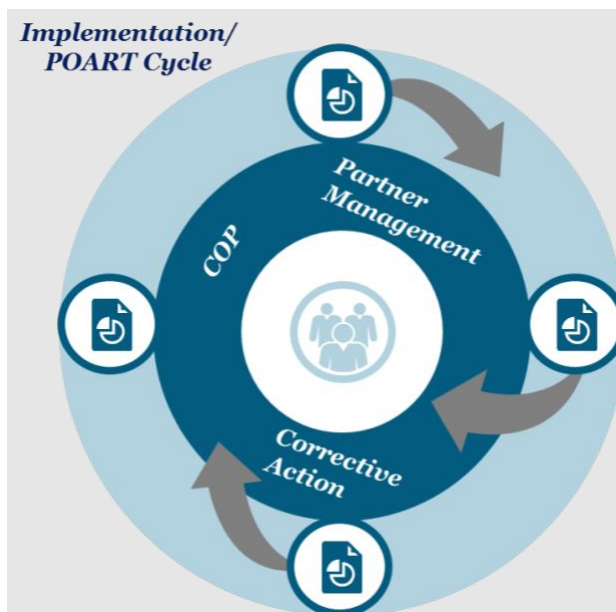 Implementation/
POART Cycle
Partner
Management
COP
Corrective
Action